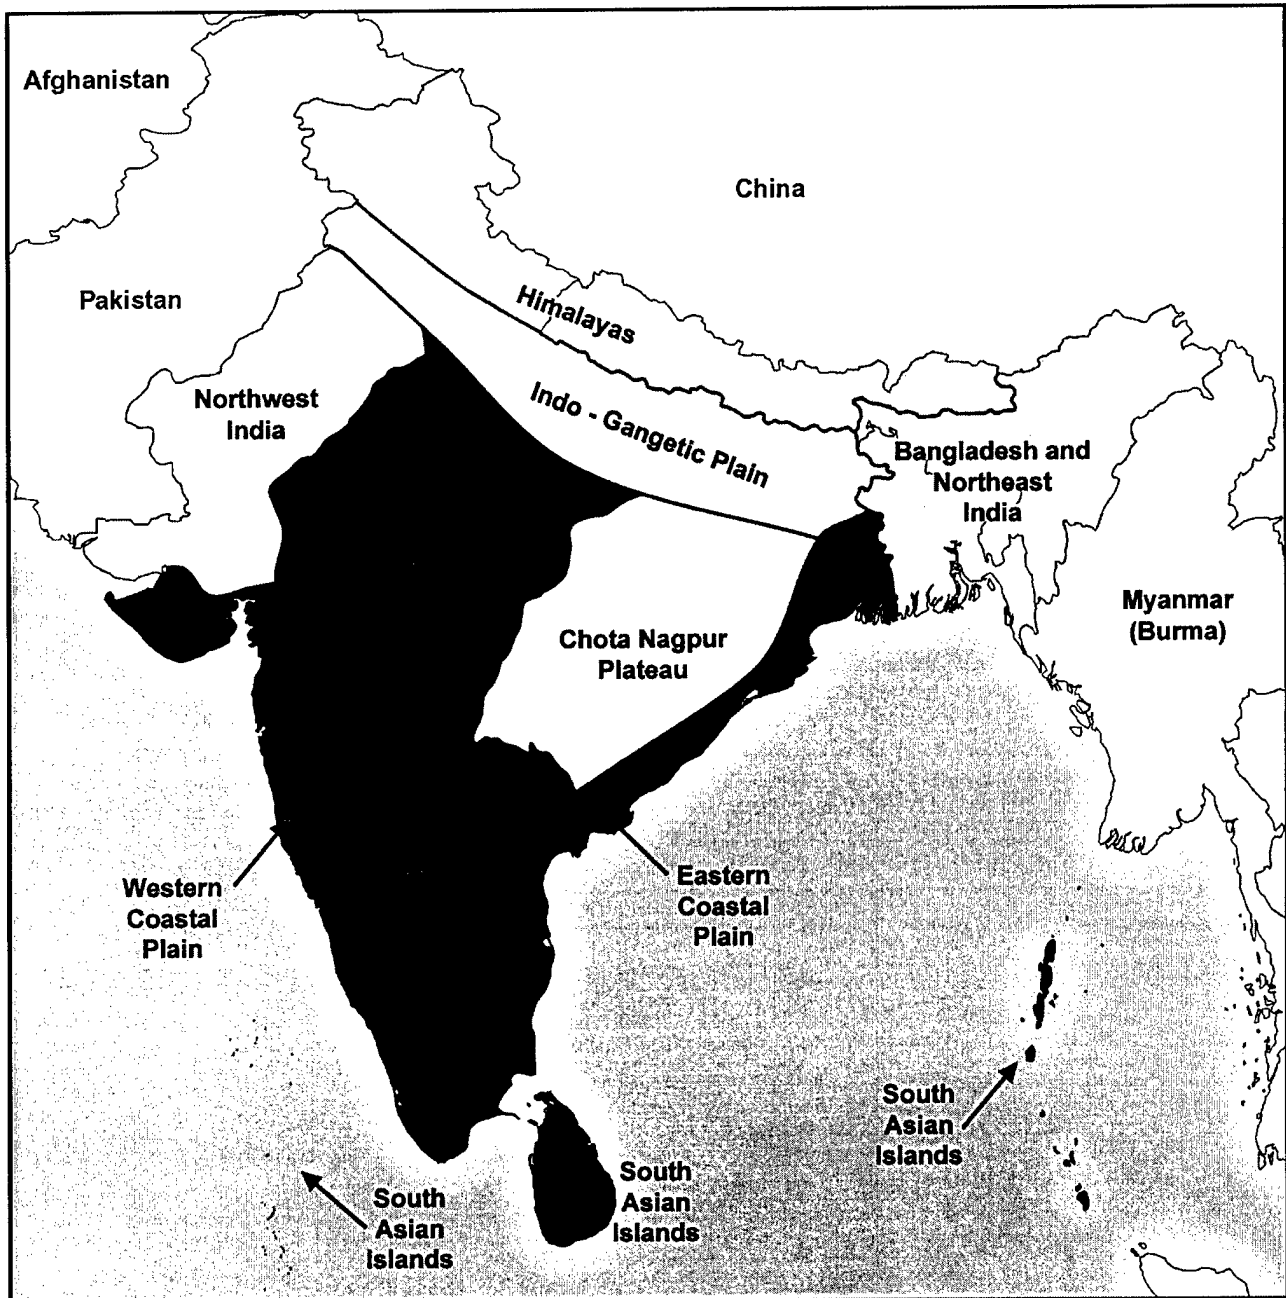 Afghanistan
China
Pakistan
Himalayas
Northwest
India
Indo - Gangetic Plain
Bangladesh and
Northeast
India
Myanmar
(Burma)
Chota Nagpur
Plateau
Western
Coastal
Plain
Eastern
Coastal
Plain
South
Asian
Islands
South
Asian
Islands
South
Asian
Islands